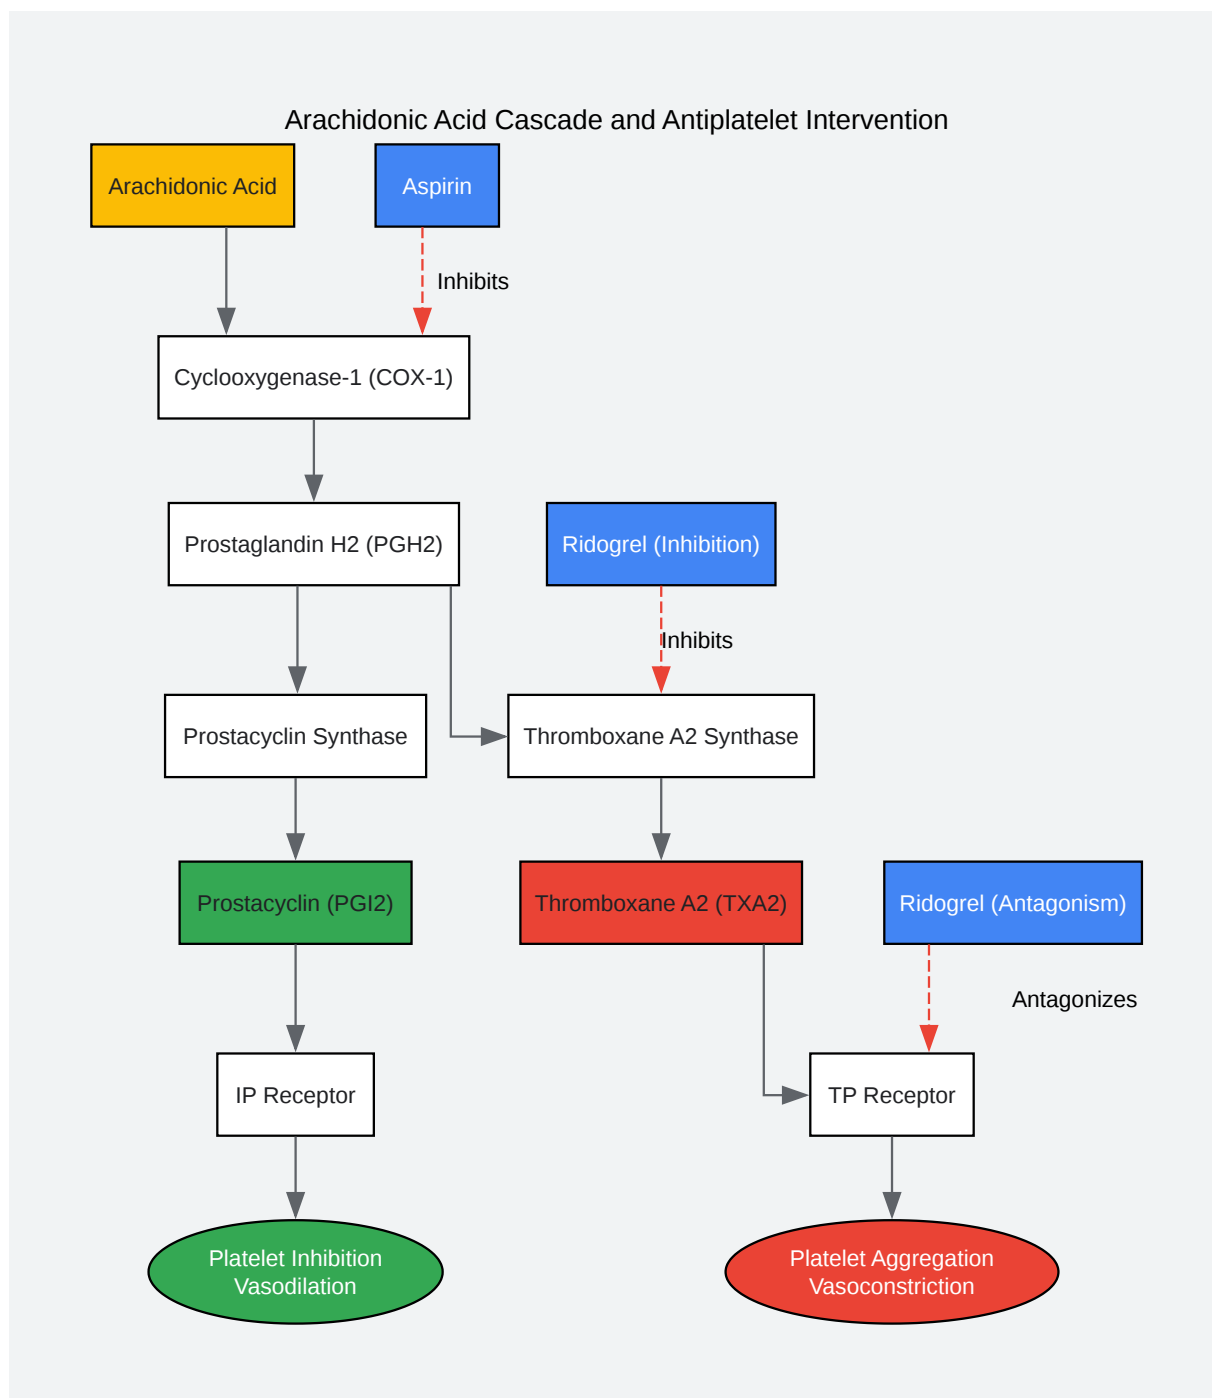 Arachidonic Acid Cascade and Antiplatelet Intervention
Arachidonic Acid
Aspirin
Inhibits
Cyclooxygenase-1 (COX-1)
Prostaglandin H2 (PGH2)
Ridogrel (Inhibition)
Inhibits
Prostacyclin Synthase
Thromboxane A2 Synthase
Prostacyclin (PGI2)
Thromboxane A2 (TXA2)
Ridogrel (Antagonism)
Antagonizes
IP Receptor
TP Receptor
Platelet Inhibition
Vasodilation
Platelet Aggregation
Vasoconstriction